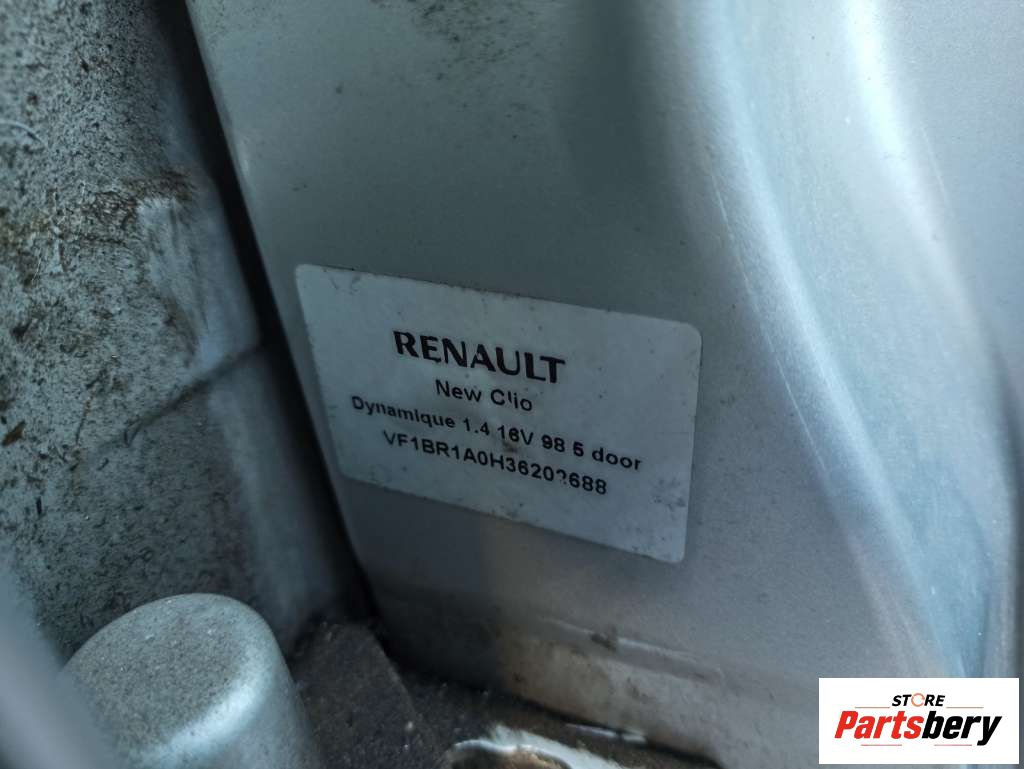 RENAULT
New Clio
Dynamique 1.4 16V 98 5 door
VF1BR1A0H36202688
STORE
Partsbery